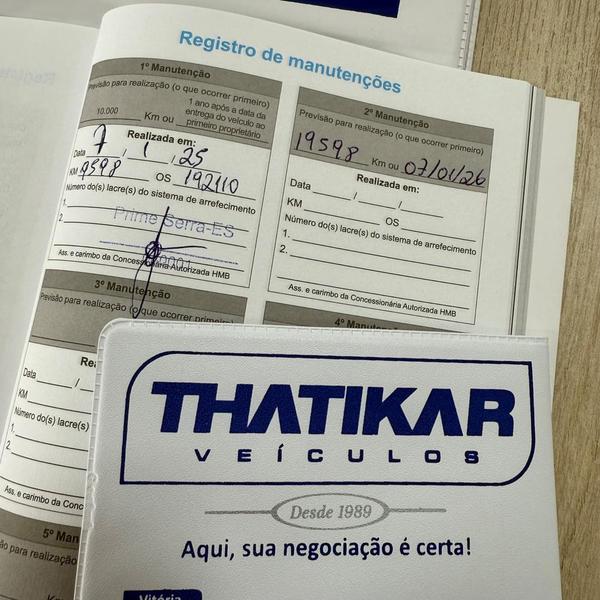 Registro de manutenções
1º Manutenção
Previsão para realização (o que ocorrer primeiro)
10.000 Km ou 1 ano após a data da
entrega do veículo ao
primeiro proprietário
Realizada em:
Data 7 / 1 / 25
KM 9598 OS 192110
Número do(s) lacre(s) do sistema de arrefecimento
1.
2.
Prime Serra-ES
Ass. e carimbo da Concessionária Autorizada HMB
2º Manutenção
Previsão para realização (o que ocorrer primeiro)
19598 Km ou 07/01/26
Realizada em:
Data / /
KM OS
Número do(s) lacre(s) do sistema de arrefecimento
1.
2.
Ass. e carimbo da Concessionária Autorizada HMB
3º Manutenção
Previsão para realização (o que ocorrer primeiro)
Data /
KM
Número do(s) lacre(s)
1.
2.
Ass. e carimbo da
4º
5º
para realização
THATIKAR
VEÍCULOS
Desde 1989
Aqui, sua negociação é certa!
Vitória